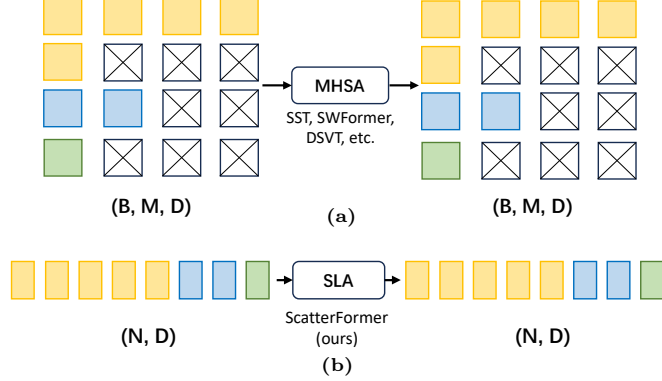 MHSA
SST, SWFormer,
DSVT, etc.
(B, M, D)
(B, M, D)
(a)
SLA
ScatterFormer
(ours)
(N, D)
(N, D)
(b)